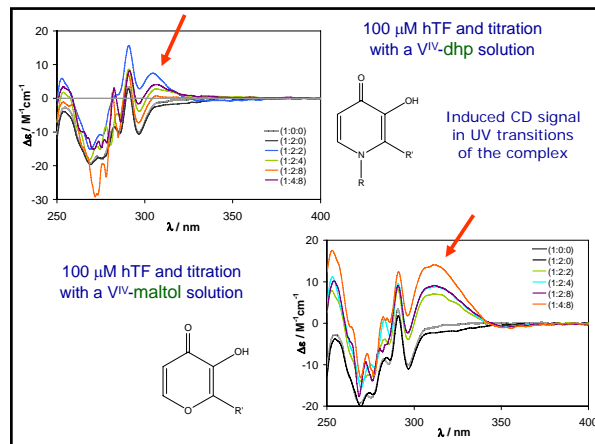 100 μM hTF and titration
with a V^IV-dhp solution
Δε / M⁻¹cm⁻¹
20
10
0
-10
-20
-30
250
300
350
400
λ / nm
(1:0:0)
(1:2:0)
(1:2:2)
(1:2:4)
(1:2:8)
(1:4:8)
O
OH
N
R'
R
Induced CD signal
in UV transitions
of the complex
100 μM hTF and titration
with a V^IV-maltol solution
O
OH
O
R'
Δε / M⁻¹cm⁻¹
20
10
0
-10
-20
250
300
350
400
λ / nm
(1:0:0)
(1:2:0)
(1:2:2)
(1:2:4)
(1:2:8)
(1:4:8)